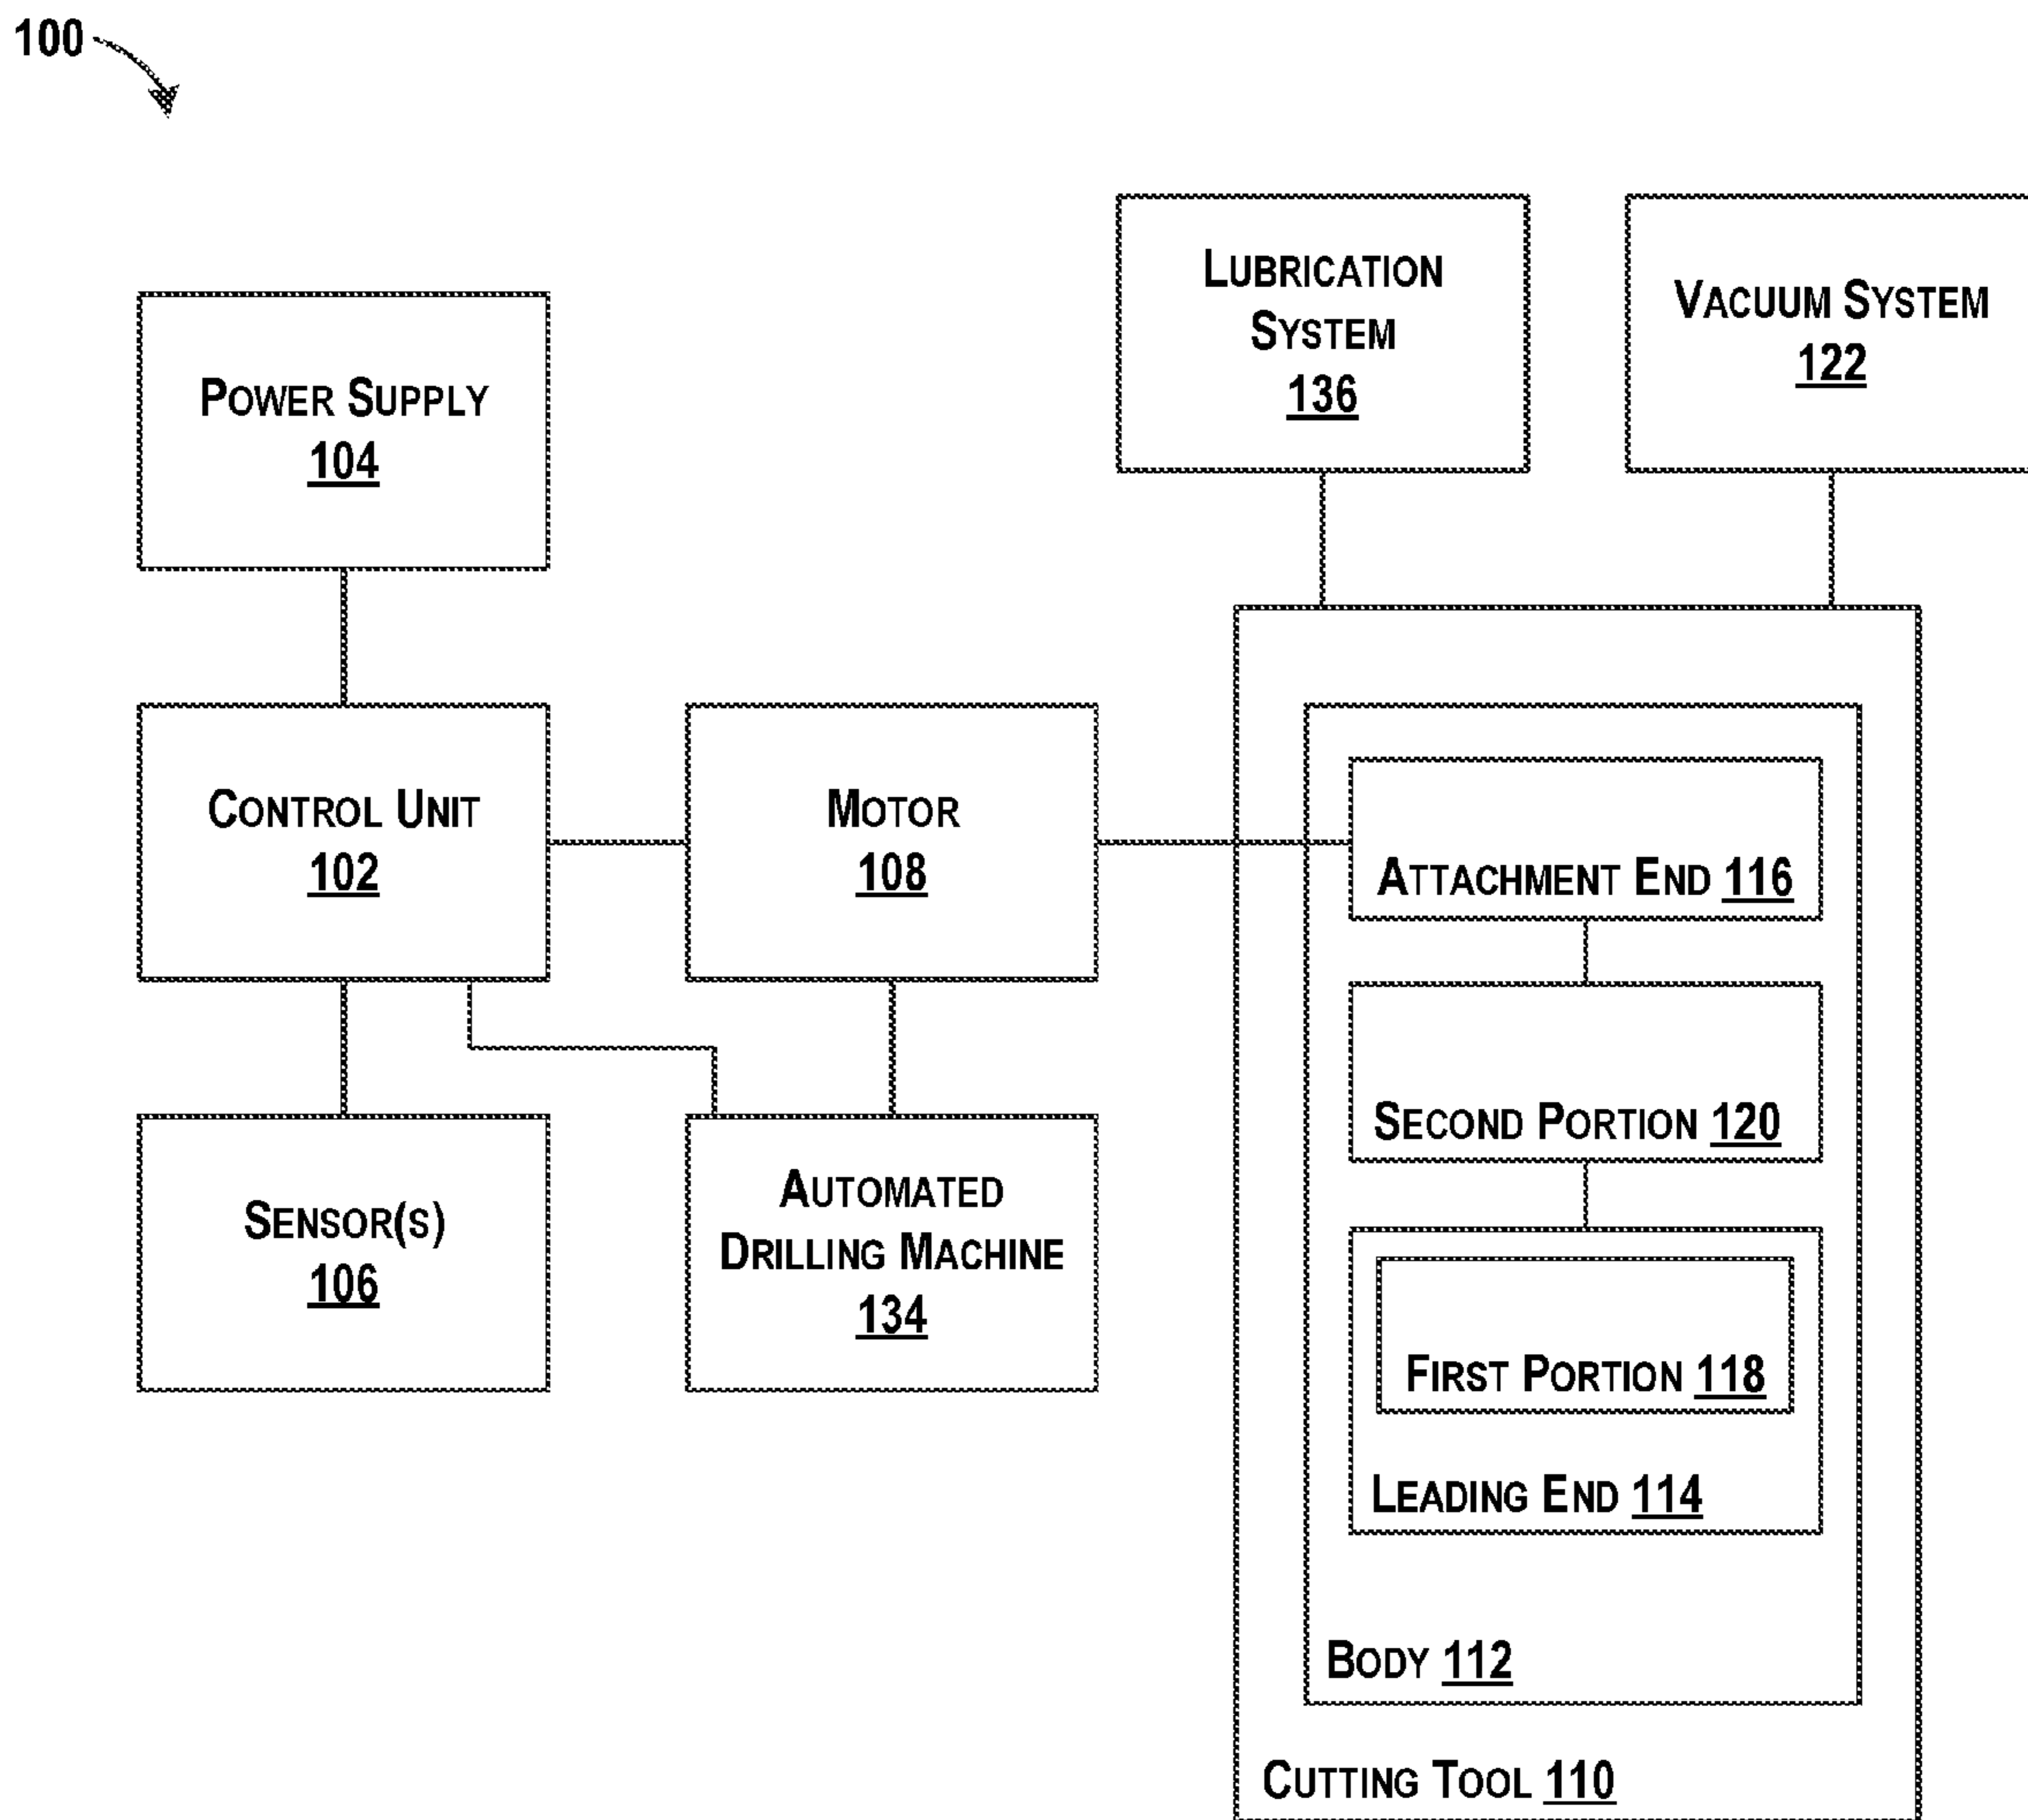 100
LUBRICATION
SYSTEM
136
VACUUM SYSTEM
122
POWER SUPPLY
104
CONTROL UNIT
102
MOTOR
108
ATTACHMENT END 116
SECOND PORTION 120
SENSOR(S)
106
AUTOMATED
DRILLING MACHINE
134
FIRST PORTION 118
LEADING END 114
BODY 112
CUTTING TOOL 110